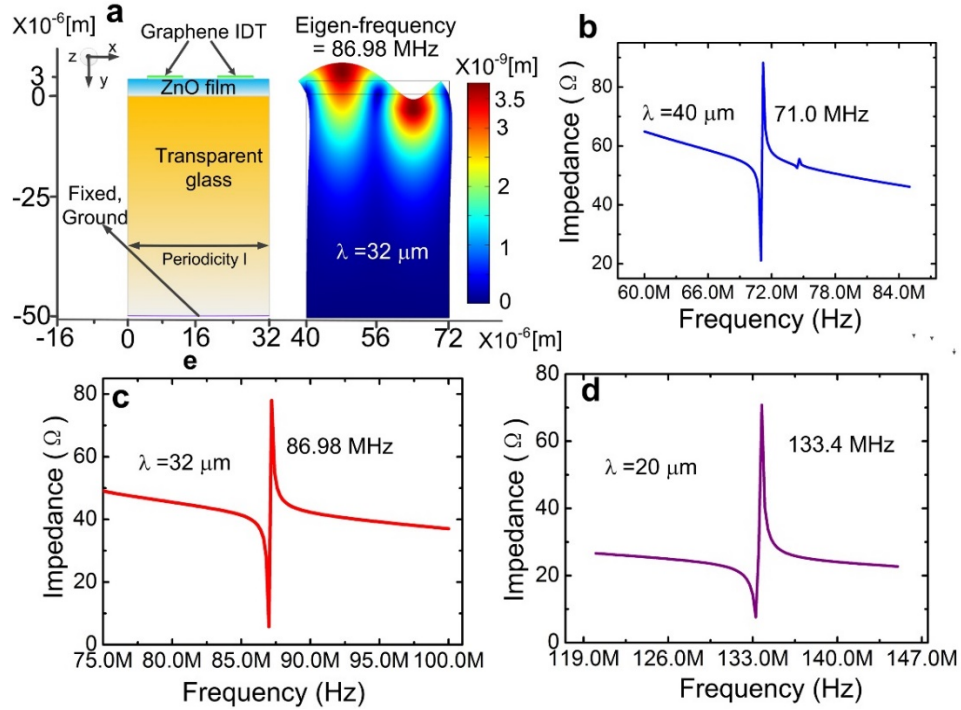 X10⁻⁶[m]
a
Graphene IDT
Eigen-frequency
= 86.98 MHz
z
x
y
ZnO film
X10⁻⁹[m]
3
0
-25
-50
Transparent
glass
Fixed,
Ground
Periodicity l
λ =32 μm
3.5
3
2
1
0
-16
0
16
32
40
56
72
X10⁻⁶[m]
e
b
λ =40 μm
71.0 MHz
Impedance ( Ω )
80
60
40
20
60.0M 66.0M 72.0M 78.0M 84.0M
Frequency (Hz)
c
λ =32 μm
86.98 MHz
Impedance ( Ω )
80
60
40
20
0
75.0M 80.0M 85.0M 90.0M 95.0M 100.0M
Frequency (Hz)
d
λ =20 μm
133.4 MHz
Impedance ( Ω )
80
60
40
20
0
119.0M 126.0M 133.0M 140.0M 147.0M
Frequency (Hz)